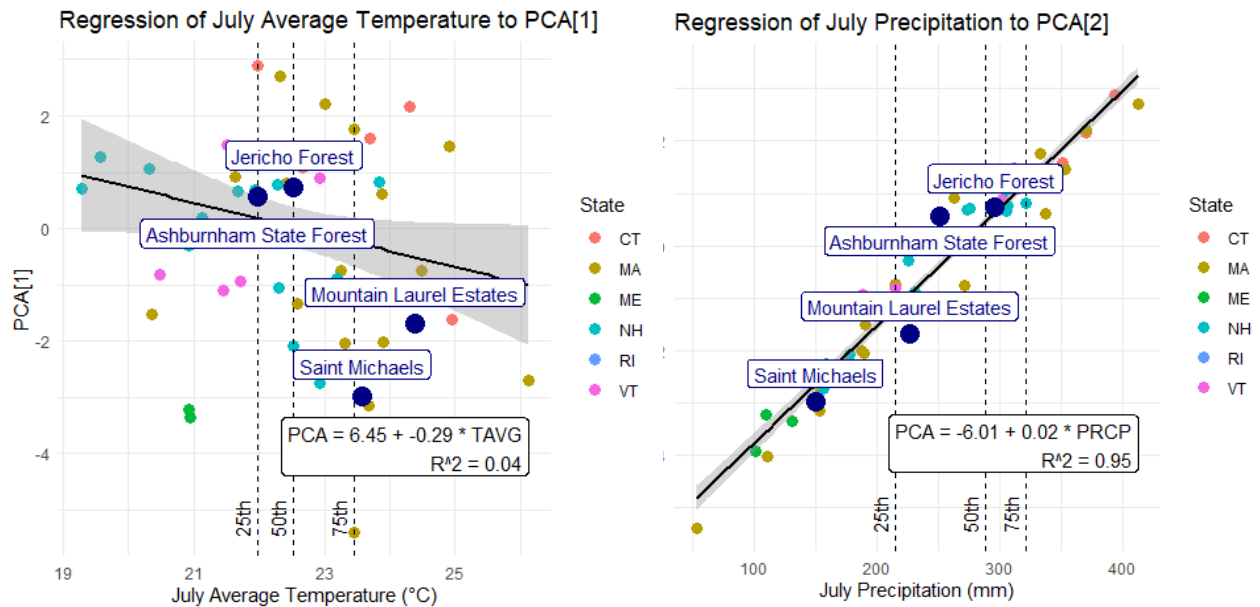 Regression of July Average Temperature to PCA[1]
2
0
-2
-4
PCA[1]
Jericho Forest
Ashburnham State Forest
Mountain Laurel Estates
Saint Michaels
PCA = 6.45 + -0.29 * TAVG
R^2 = 0.04
25th
50th
75th
19
21
23
25
July Average Temperature (°C)
State
CT
MA
ME
NH
RI
VT
Regression of July Precipitation to PCA[2]
Jericho Forest
Ashburnham State Forest
Mountain Laurel Estates
Saint Michaels
PCA = -6.01 + 0.02 * PRCP
R^2 = 0.95
25th
50th
75th
100
200
300
400
July Precipitation (mm)
State
CT
MA
ME
NH
RI
VT